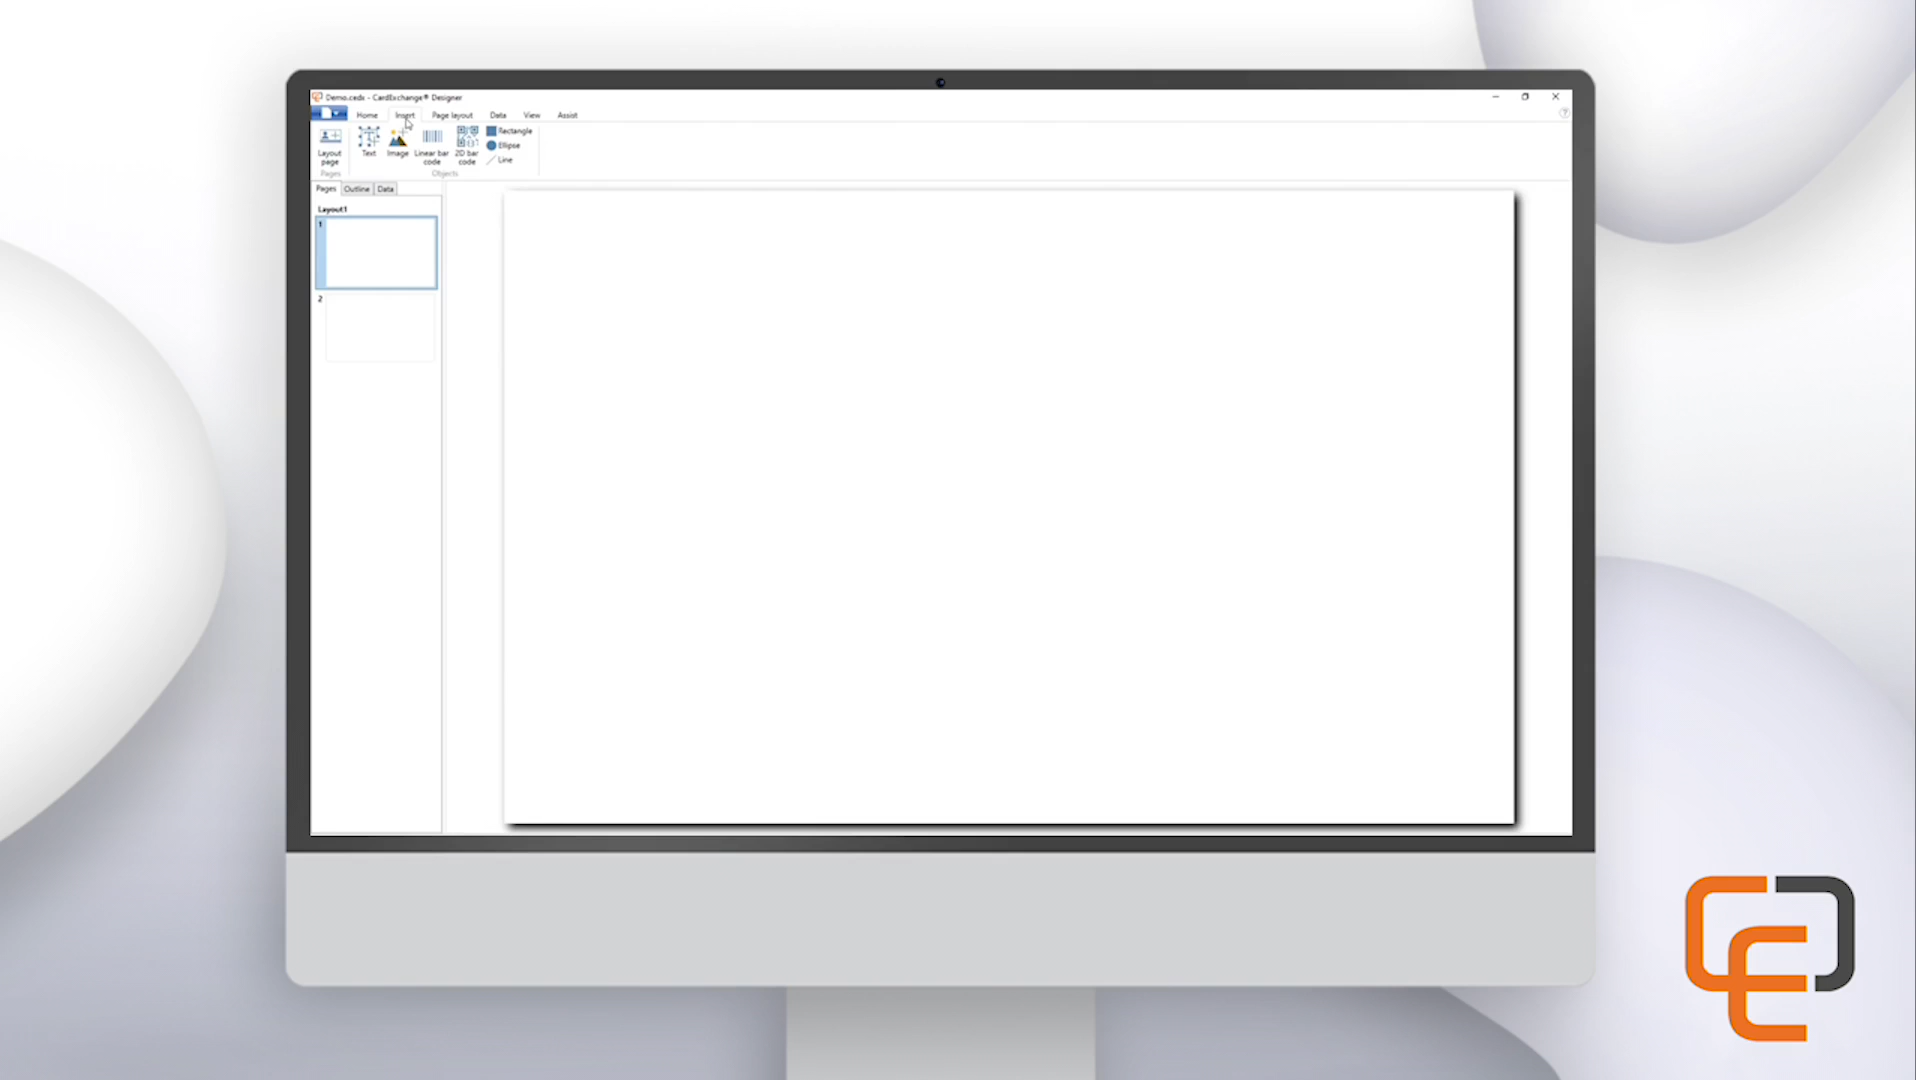 Demo.cedx - CardExchange® Designer
Home Insert Page layout Data View Assist
Layout page
Text
Image
Linear bar code
2D bar code
Rectangle
Ellipse
Line
Pages
Objects
Pages Outline Data
Layout1
1
2